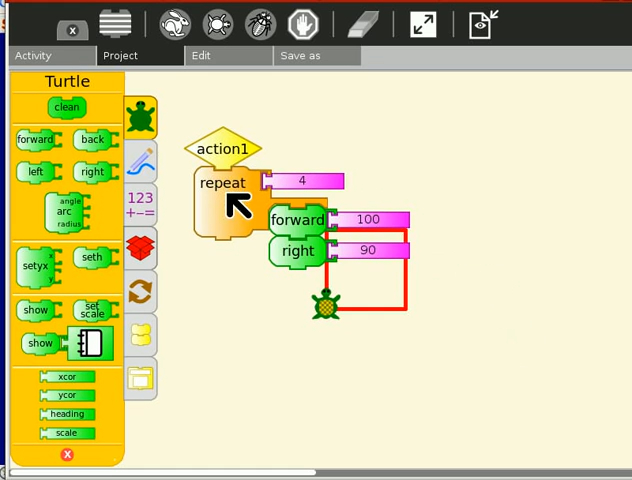 Activity Project Edit Save as
Turtle
clean
forward back
left right
angle
arc
radius
x
setyx seth
y
show set scale
show
xcor
ycor
heading
scale
123
+-=
action1
repeat 4
forward 100
right 90